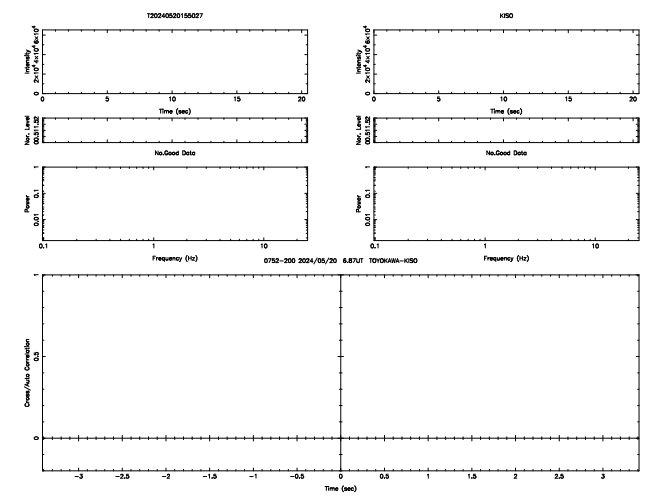 T20240520155027 KISO
Intensity
0 2×10⁴ 4×10⁴ 6×10⁴
0 5 10 15 20
Time (sec)
Intensity
0 2×10⁴ 4×10⁴ 6×10⁴
0 5 10 15 20
Time (sec)
Nor. Level
00.511.52
Nor. Level
00.511.52
No.Good Data
No.Good Data
Power
0.01 0.1 1
0.1 1 10
Frequency (Hz)
Power
0.01 0.1 1
0.1 1 10
Frequency (Hz)
0752-200 2024/05/20 6.87UT TOYOKAWA-KISO
Cross/Auto Correlation
0 0.5 1
-3 -2.5 -2 -1.5 -1 -0.5 0 0.5 1 1.5 2 2.5 3
Time (sec)